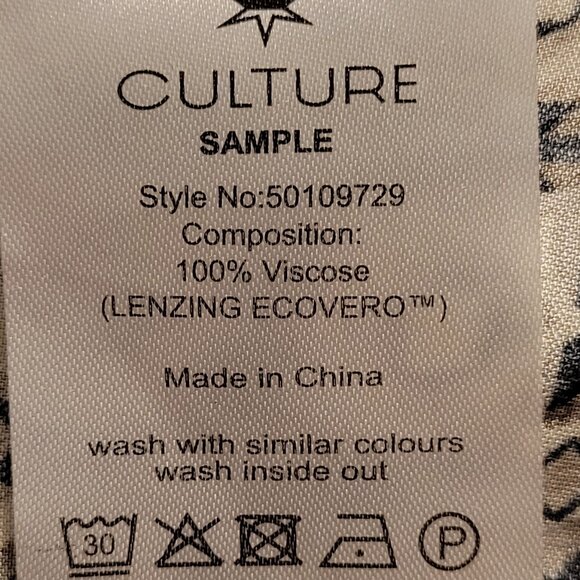 CULTURE
SAMPLE
Style No:50109729
Composition:
100% Viscose
(LENZING ECOVERO™)
Made in China
wash with similar colours
wash inside out
30 P